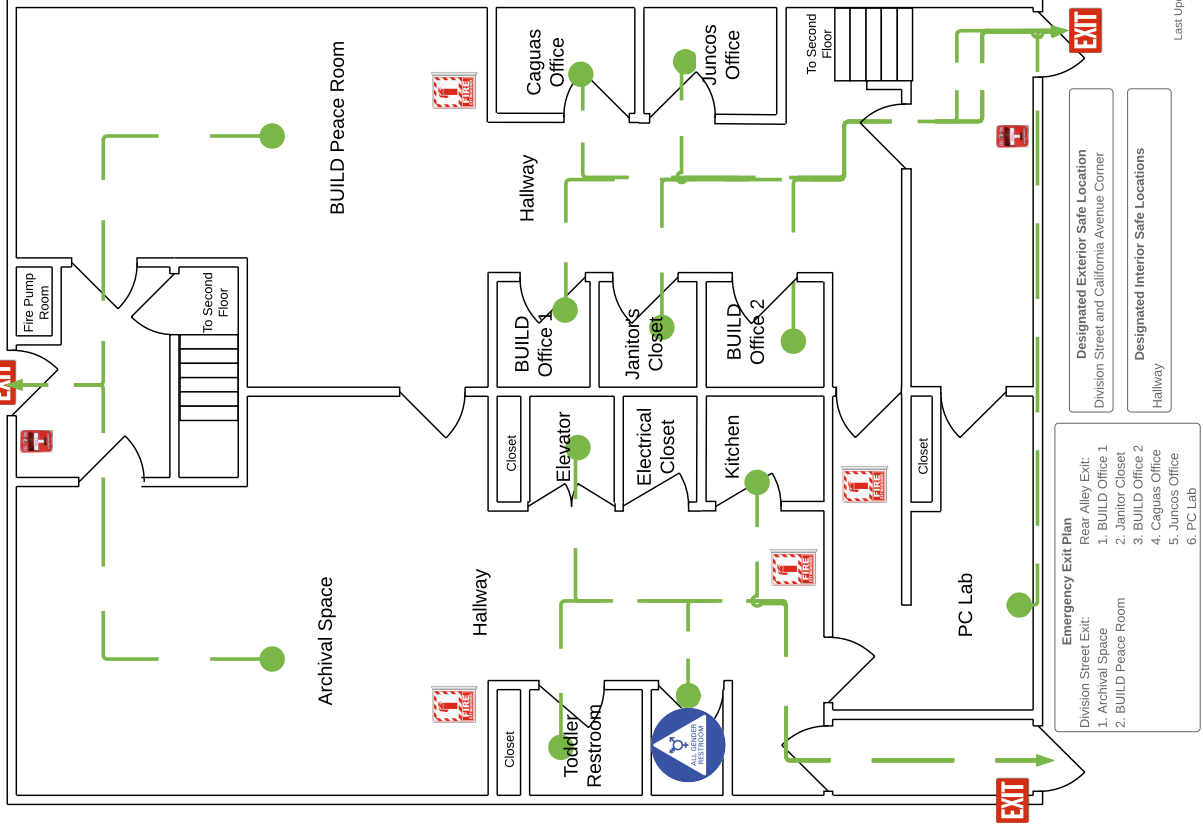 Fire Pump
Room
To Second
Floor
BUILD Peace Room
Archival Space
FIRE
FIRE
Hallway
Hallway
Caguas
Office
Juncos
Office
To Second
Floor
BUILD
Office 1
Janitor's
Closet
BUILD
Office 2
Closet
Elevator
Electrical
Closet
Kitchen
Closet
Closet
Toddler
Restroom
ALL GENDER
RESTROOM
FIRE
FIRE
PC Lab
EXIT
EXIT
EXIT
Emergency Exit Plan
Division Street Exit:
1. Archival Space
2. BUILD Peace Room
Rear Alley Exit:
1. BUILD Office 1
2. Janitor Closet
3. BUILD Office 2
4. Caguas Office
5. Juncos Office
6. PC Lab
Designated Exterior Safe Location
Division Street and California Avenue Corner
Designated Interior Safe Locations
Hallway
Last Up